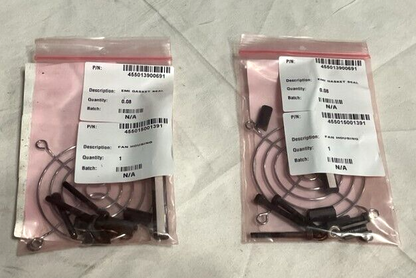 P/N:
455013900691
Description: EMI GASKET SEAL
Quantity: 0.08
Batch:
N/A
P/N:
455015001391
Description: FAN HOUSING
Quantity: 1
Batch:
N/A
P/N:
455013900691
Description: EMI GASKET SEAL
Quantity: 0.08
Batch:
N/A
P/N:
455015001391
Description: FAN HOUSING
Quantity: 1
Batch:
N/A